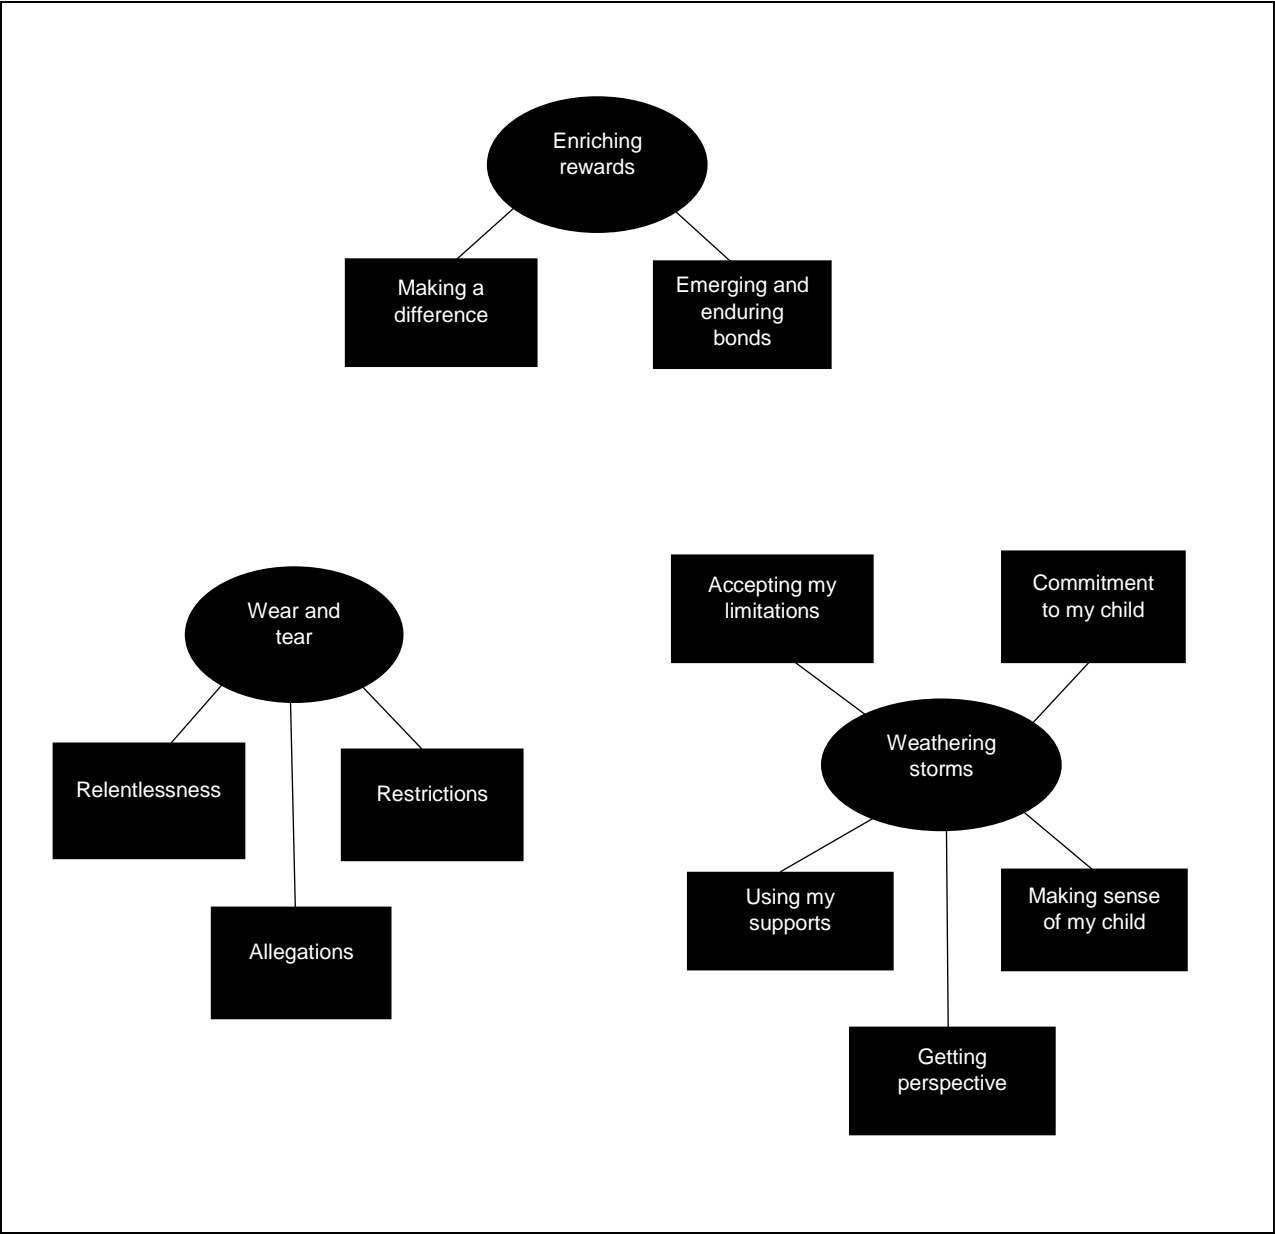 Enriching
rewards
Making a
difference
Emerging and
enduring
bonds
Wear and
tear
Relentlessness
Restrictions
Allegations
Accepting my
limitations
Commitment
to my child
Weathering
storms
Using my
supports
Making sense
of my child
Getting
perspective